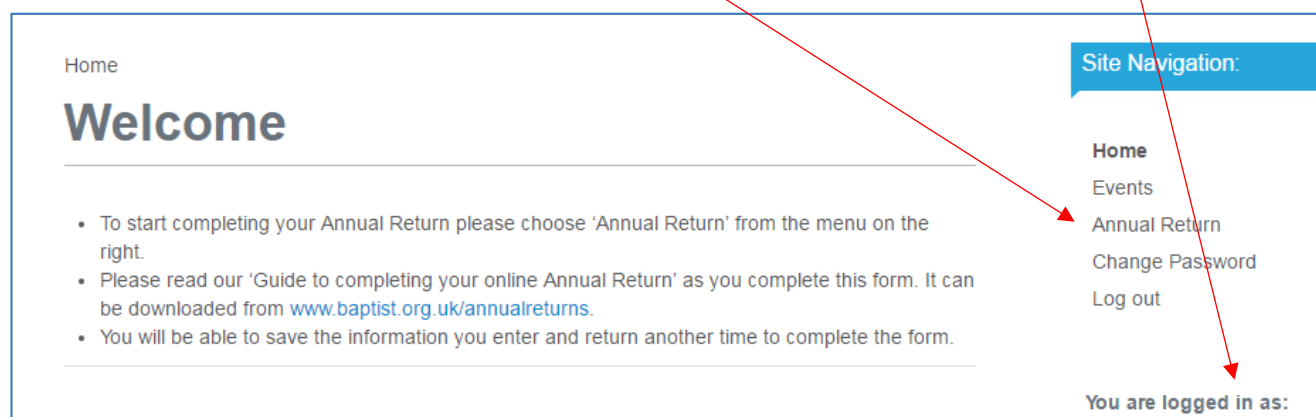 Home
Welcome
• To start completing your Annual Return please choose ‘Annual Return’ from the menu on the
right.
• Please read our ‘Guide to completing your online Annual Return’ as you complete this form. It can
be downloaded from www.baptist.org.uk/annualreturns.
• You will be able to save the information you enter and return another time to complete the form.
Site Navigation:
Home
Events
Annual Return
Change Password
Log out
You are logged in as: